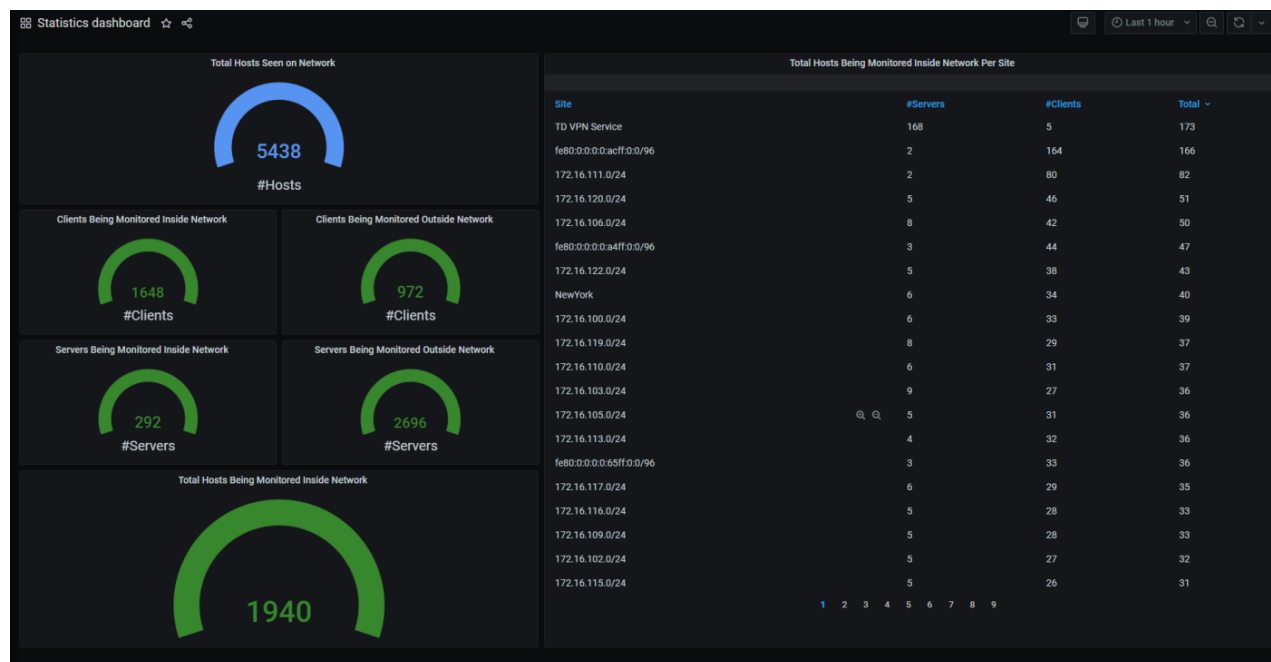 Statistics dashboard
Last 1 hour
Total Hosts Seen on Network
5438
#Hosts
Clients Being Monitored Inside Network
1648
#Clients
Clients Being Monitored Outside Network
972
#Clients
Servers Being Monitored Inside Network
292
#Servers
Servers Being Monitored Outside Network
2696
#Servers
Total Hosts Being Monitored Inside Network
1940
Total Hosts Being Monitored Inside Network Per Site
Site #Servers #Clients Total
TD VPN Service 168 5 173
fe80:0:0:0:0:acff:0:0/96 2 164 166
172.16.111.0/24 2 80 82
172.16.120.0/24 5 46 51
172.16.106.0/24 8 42 50
fe80:0:0:0:0:a4ff:0:0/96 3 44 47
172.16.122.0/24 5 38 43
NewYork 6 34 40
172.16.100.0/24 6 33 39
172.16.119.0/24 8 29 37
172.16.110.0/24 6 31 37
172.16.103.0/24 9 27 36
172.16.105.0/24 5 31 36
172.16.113.0/24 4 32 36
fe80:0:0:0:0:65ff:0:0/96 3 33 36
172.16.117.0/24 6 29 35
172.16.116.0/24 5 28 33
172.16.109.0/24 5 28 33
172.16.102.0/24 5 27 32
172.16.115.0/24 5 26 31
1 2 3 4 5 6 7 8 9